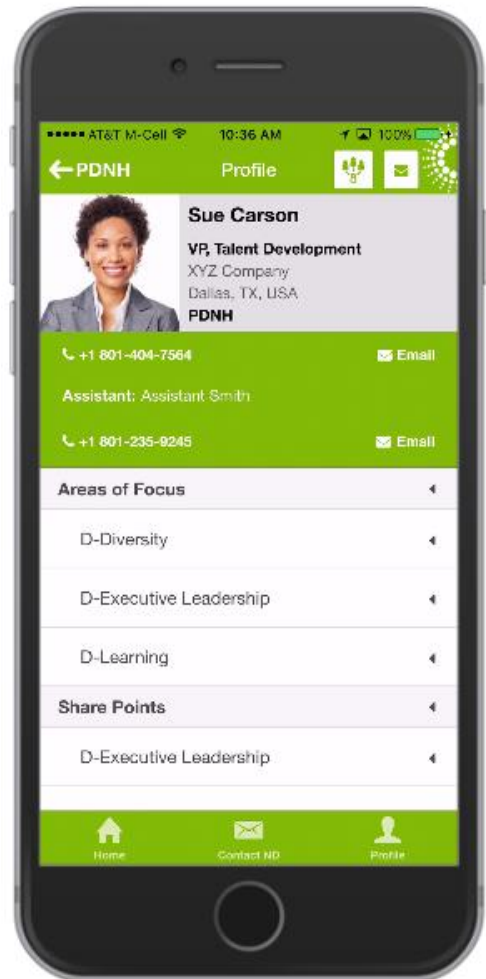 AT&T M-Cell 10:36 AM 100%
PDNH Profile
Sue Carson
VP, Talent Development
XYZ Company
Dallas, TX, USA
PDNH
+1 801-404-7564 Email
Assistant: Assistant Smith
+1 801-235-9245 Email
Areas of Focus
D-Diversity
D-Executive Leadership
D-Learning
Share Points
D-Executive Leadership
Home Contact ND Profile